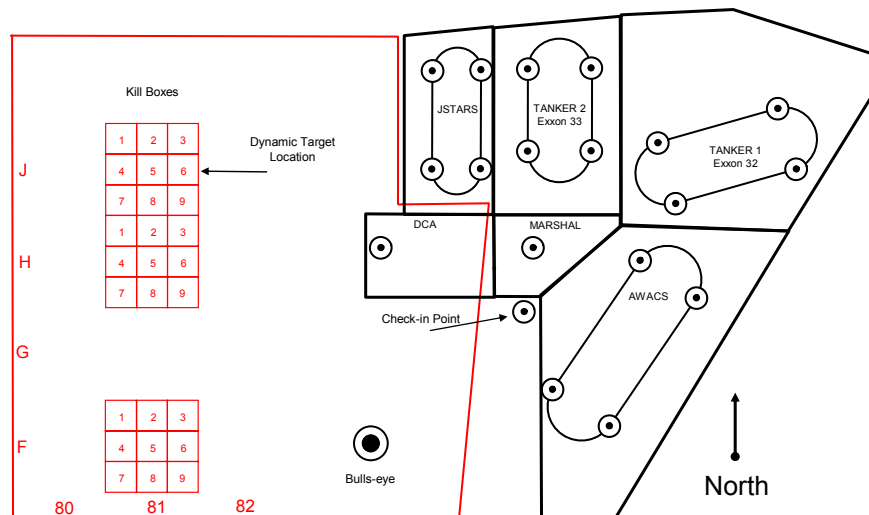 Kill Boxes
JSTARS
TANKER 2
Exxon 33
TANKER 1
Exxon 32
1 2 3
4 5 6
7 8 9
Dynamic Target
Location
J
1 2 3
4 5 6
7 8 9
H
DCA
MARSHAL
AWACS
Check-in Point
G
1 2 3
4 5 6
7 8 9
F
Bulls-eye
North
80 81 82